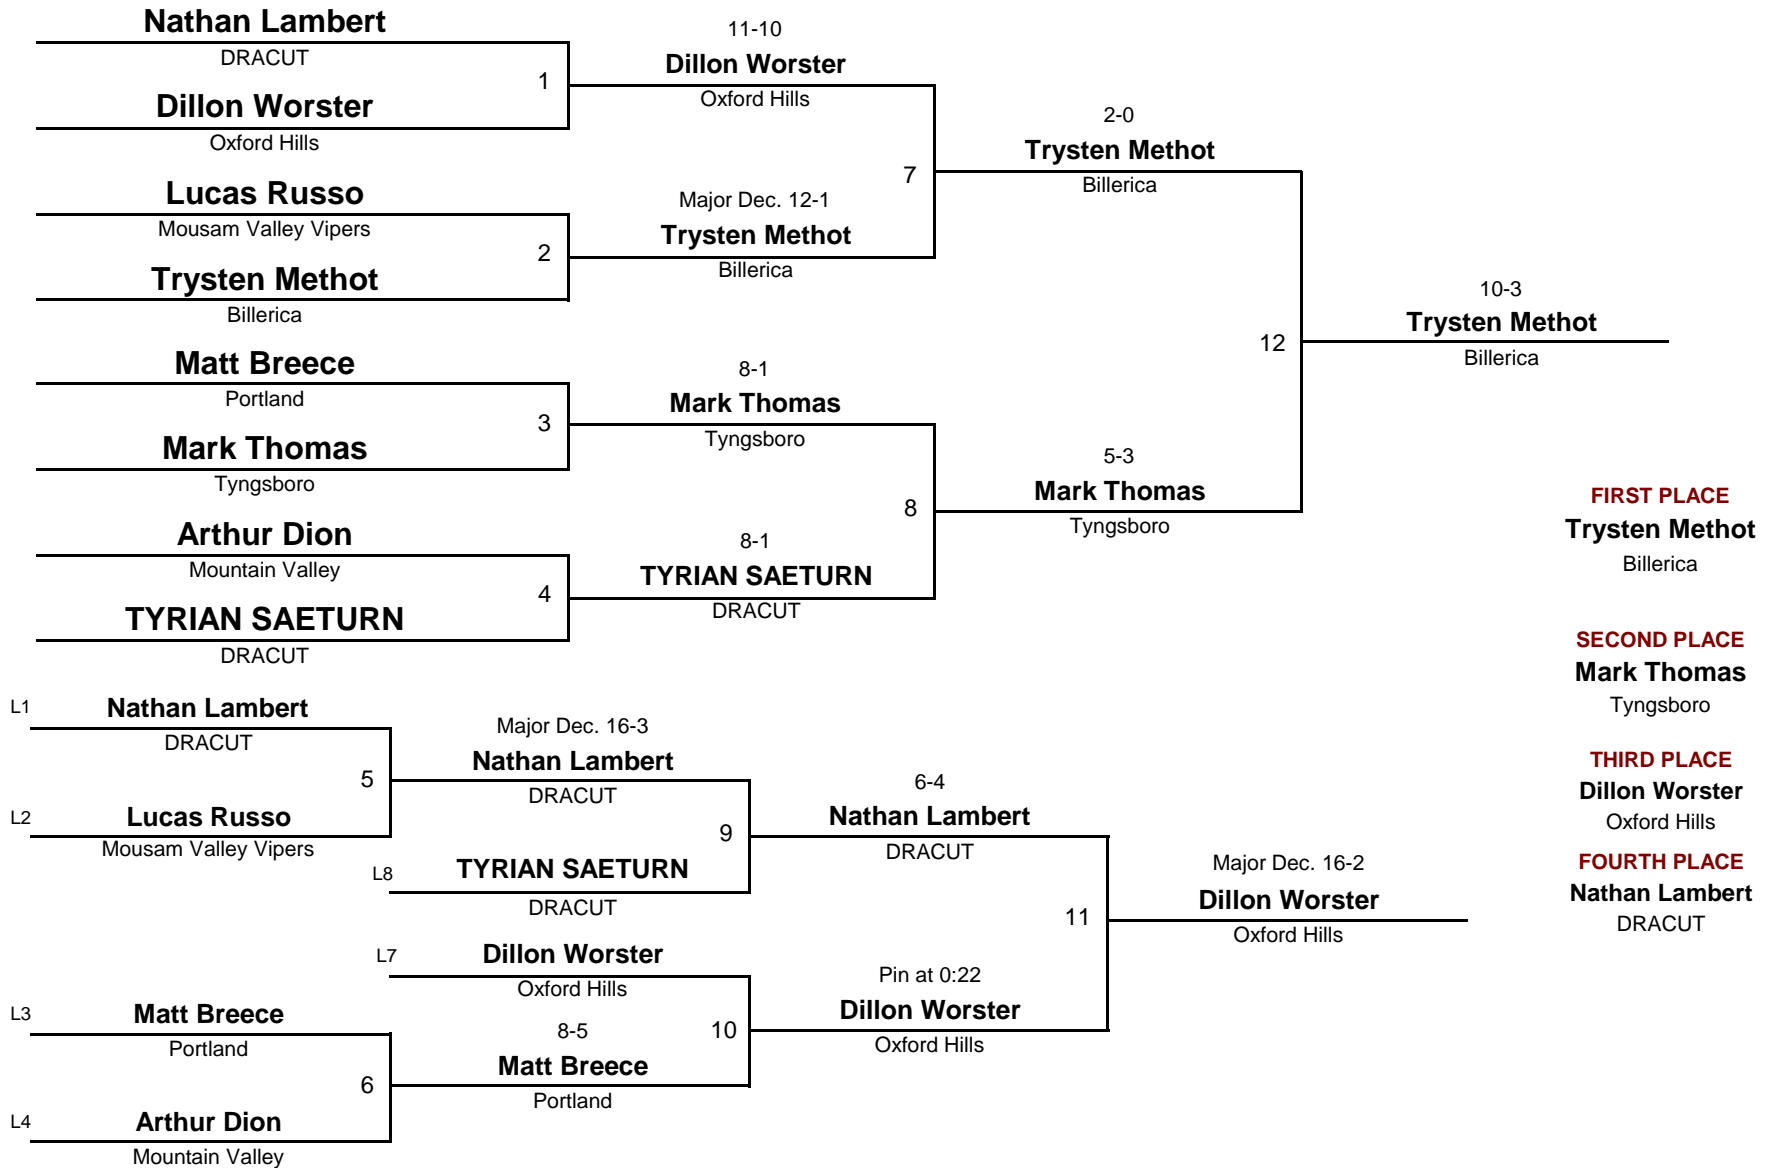 Nathan Lambert
DRACUT
1
Dillon Worster
Oxford Hills
11-10
Dillon Worster
Oxford Hills
Lucas Russo
Mousam Valley Vipers
2
Trysten Methot
Billerica
Major Dec. 12-1
Trysten Methot
Billerica
7
2-0
Trysten Methot
Billerica
Matt Breece
Portland
3
Mark Thomas
Tyngsboro
8-1
Mark Thomas
Tyngsboro
Arthur Dion
Mountain Valley
4
TYRIAN SAETURN
DRACUT
8-1
TYRIAN SAETURN
DRACUT
8
5-3
Mark Thomas
Tyngsboro
12
10-3
Trysten Methot
Billerica
FIRST PLACE
Trysten Methot
Billerica
SECOND PLACE
Mark Thomas
Tyngsboro
THIRD PLACE
Dillon Worster
Oxford Hills
FOURTH PLACE
Nathan Lambert
DRACUT
L1
Nathan Lambert
DRACUT
5
L2
Lucas Russo
Mousam Valley Vipers
Major Dec. 16-3
Nathan Lambert
DRACUT
9
L8
TYRIAN SAETURN
DRACUT
6-4
Nathan Lambert
DRACUT
L7
Dillon Worster
Oxford Hills
L3
Matt Breece
Portland
6
L4
Arthur Dion
Mountain Valley
8-5
Matt Breece
Portland
10
Pin at 0:22
Dillon Worster
Oxford Hills
11
Major Dec. 16-2
Dillon Worster
Oxford Hills